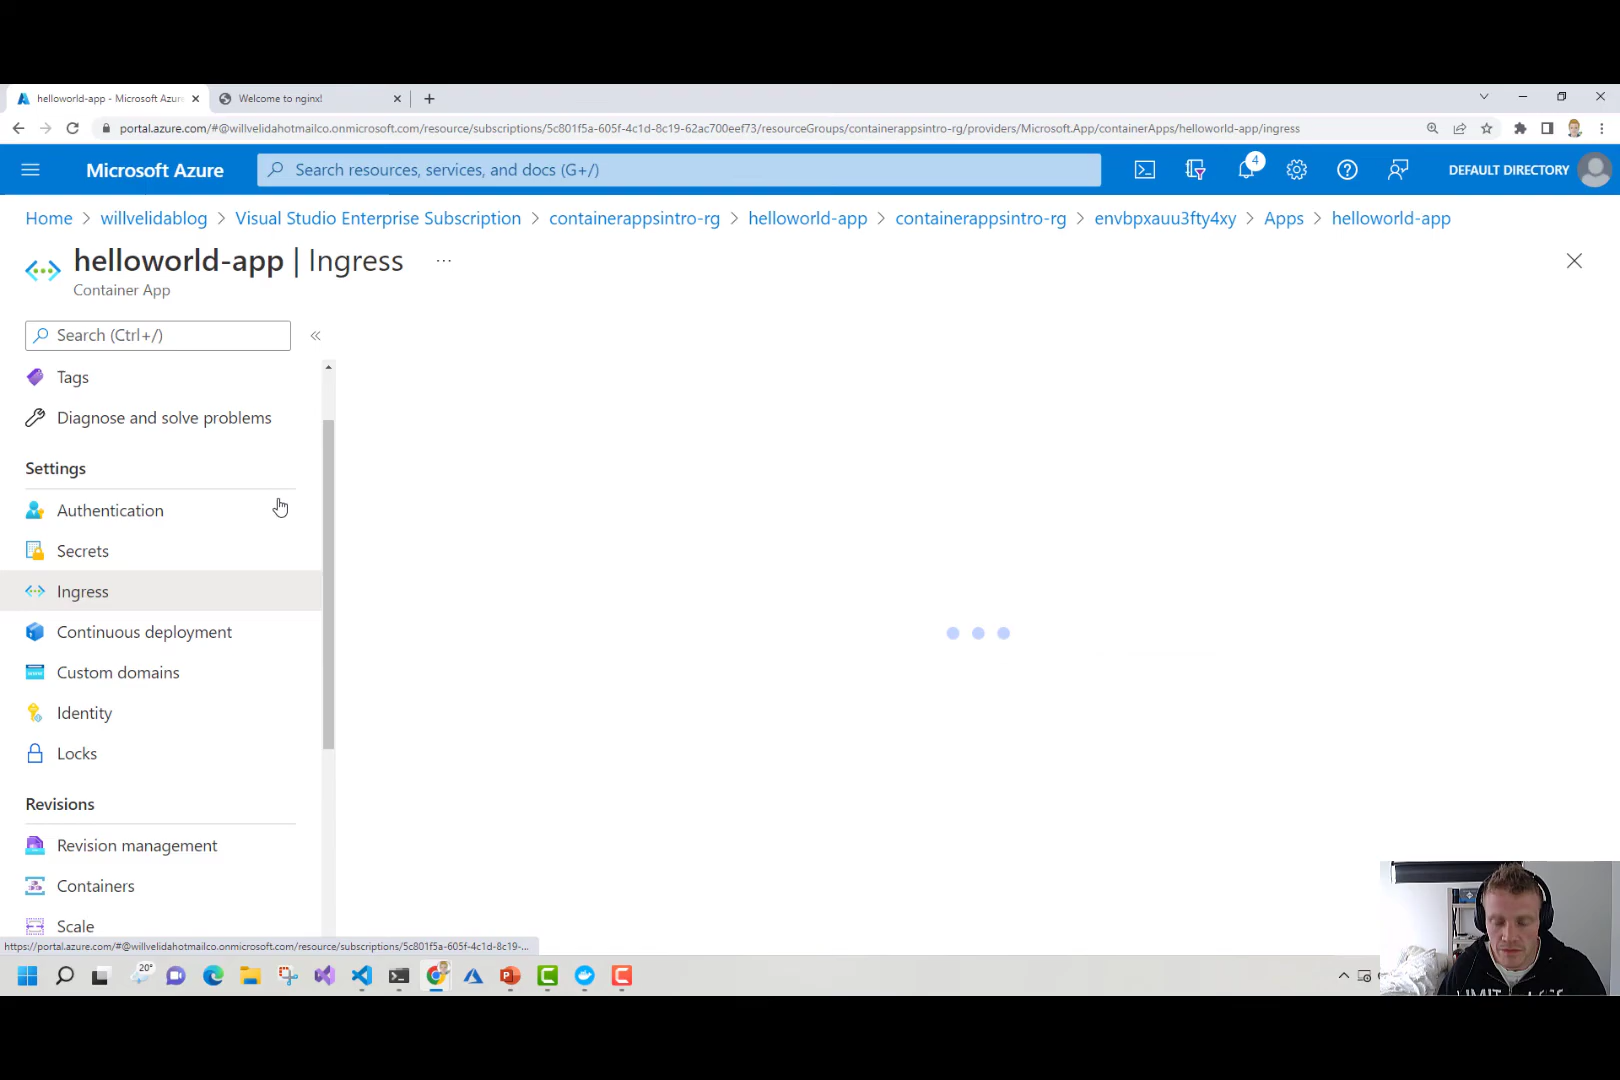 helloworld-app - Microsoft Azure
Welcome to nginx!
portal.azure.com/#@willvelidahotmailco.onmicrosoft.com/resource/subscriptions/5c801f5a-605f-4c1d-8c19-62ac700eef73/resourceGroups/containerappsintro-rg/providers/Microsoft.App/containerApps/helloworld-app/ingress
Microsoft Azure
Search resources, services, and docs (G+/)
4
DEFAULT DIRECTORY
Home > willvelidablog > Visual Studio Enterprise Subscription > containerappsintro-rg > helloworld-app > containerappsintro-rg > envbpxauu3fty4xy > Apps > helloworld-app
helloworld-app | Ingress ...
Container App
Search (Ctrl+/)
«
Tags
Diagnose and solve problems
Settings
Authentication
Secrets
Ingress
Continuous deployment
Custom domains
Identity
Locks
Revisions
Revision management
Containers
Scale
https://portal.azure.com/#@willvelidahotmailco.onmicrosoft.com/resource/subscriptions/5c801f5a-605f-4c1d-8c19-...
20°
LIMIT